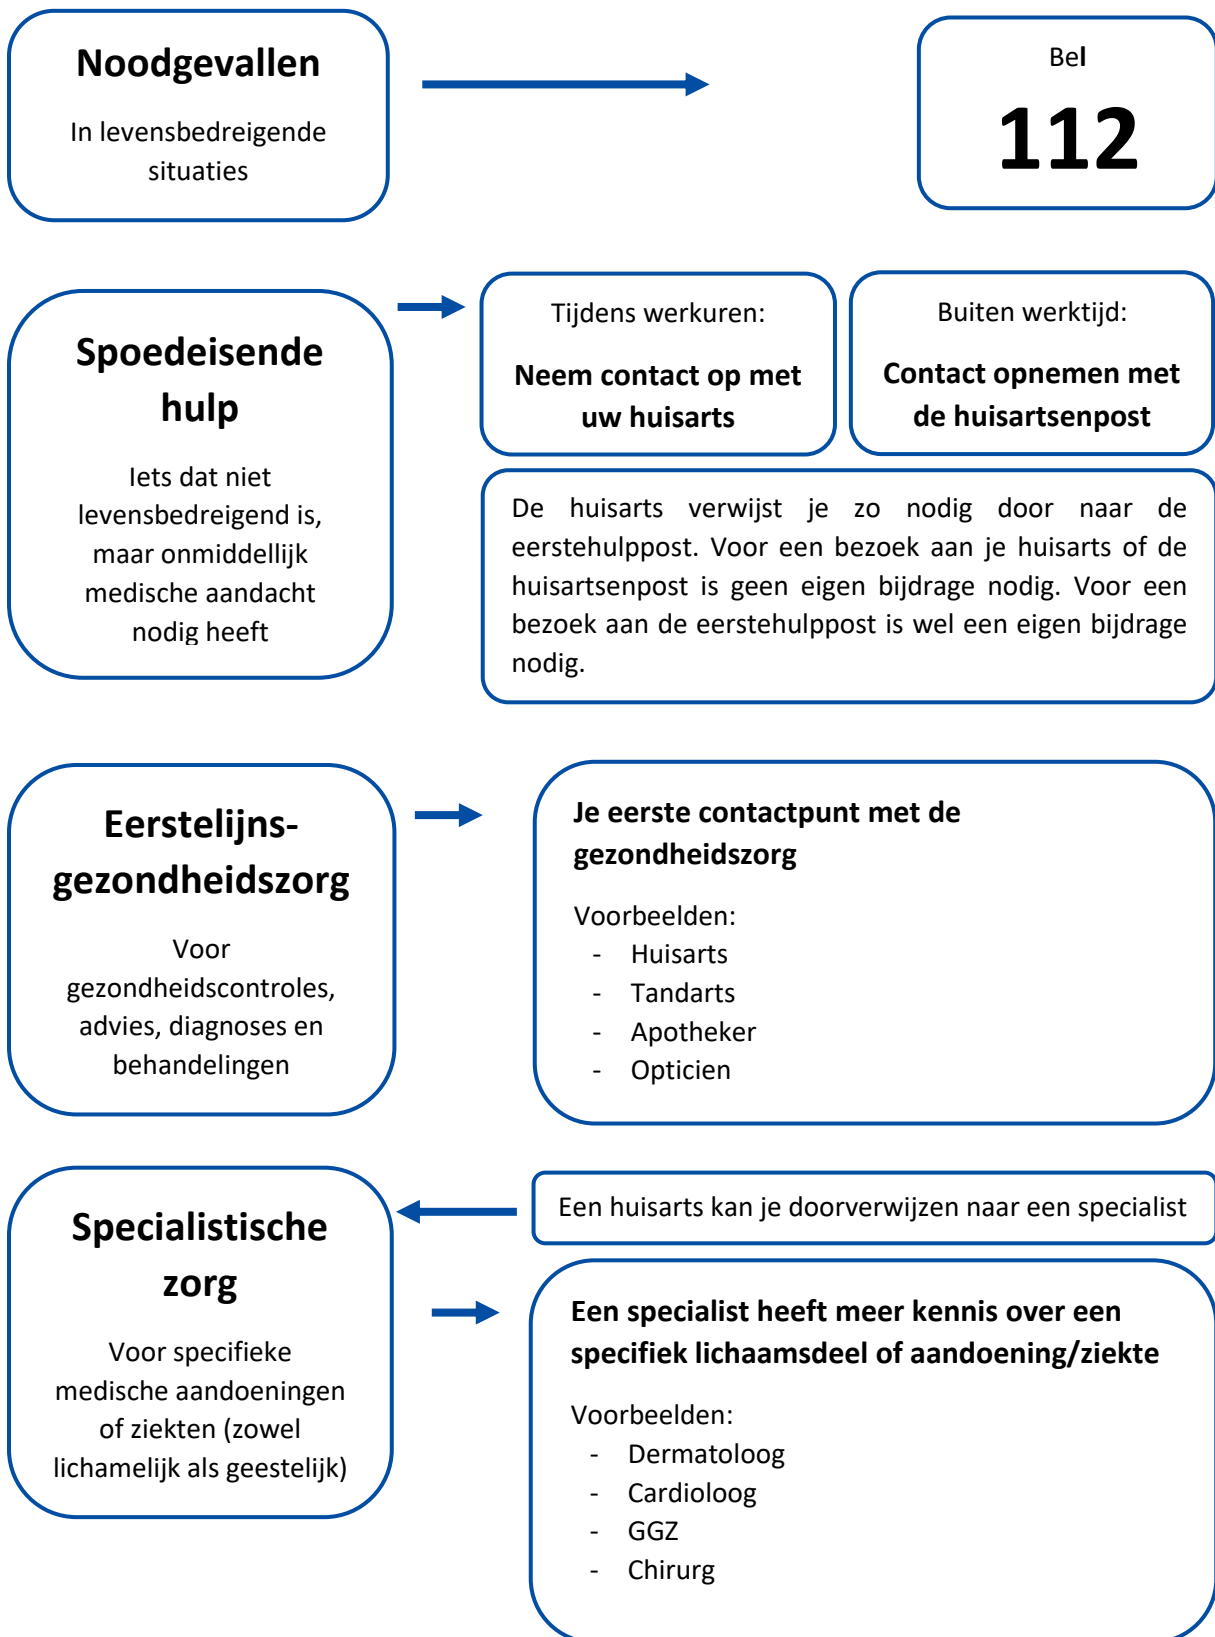 Noodgevallen
In levensbedreigende
situaties
Bel
112
Spoedeisende
hulp
Iets dat niet
levensbedreigend is,
maar onmiddellijk
medische aandacht
nodig heeft
Tijdens werkuren:
Neem contact op met
uw huisarts
Buiten werktijd:
Contact opnemen met
de huisartsenpost
De huisarts verwijst je zo nodig door naar de
eerstehulppost. Voor een bezoek aan je huisarts of de
huisartsenpost is geen eigen bijdrage nodig. Voor een
bezoek aan de eerstehulppost is wel een eigen bijdrage
nodig.
Eerstelijns-
gezondheidszorg
Voor
gezondheidscontroles,
advies, diagnoses en
behandelingen
Je eerste contactpunt met de
gezondheidszorg
Voorbeelden:
- Huisarts
- Tandarts
- Apotheker
- Opticien
Specialistische
zorg
Voor specifieke
medische aandoeningen
of ziekten (zowel
lichamelijk als geestelijk)
Een huisarts kan je doorverwijzen naar een specialist
Een specialist heeft meer kennis over een
specifiek lichaamsdeel of aandoening/ziekte
Voorbeelden:
- Dermatoloog
- Cardioloog
- GGZ
- Chirurg